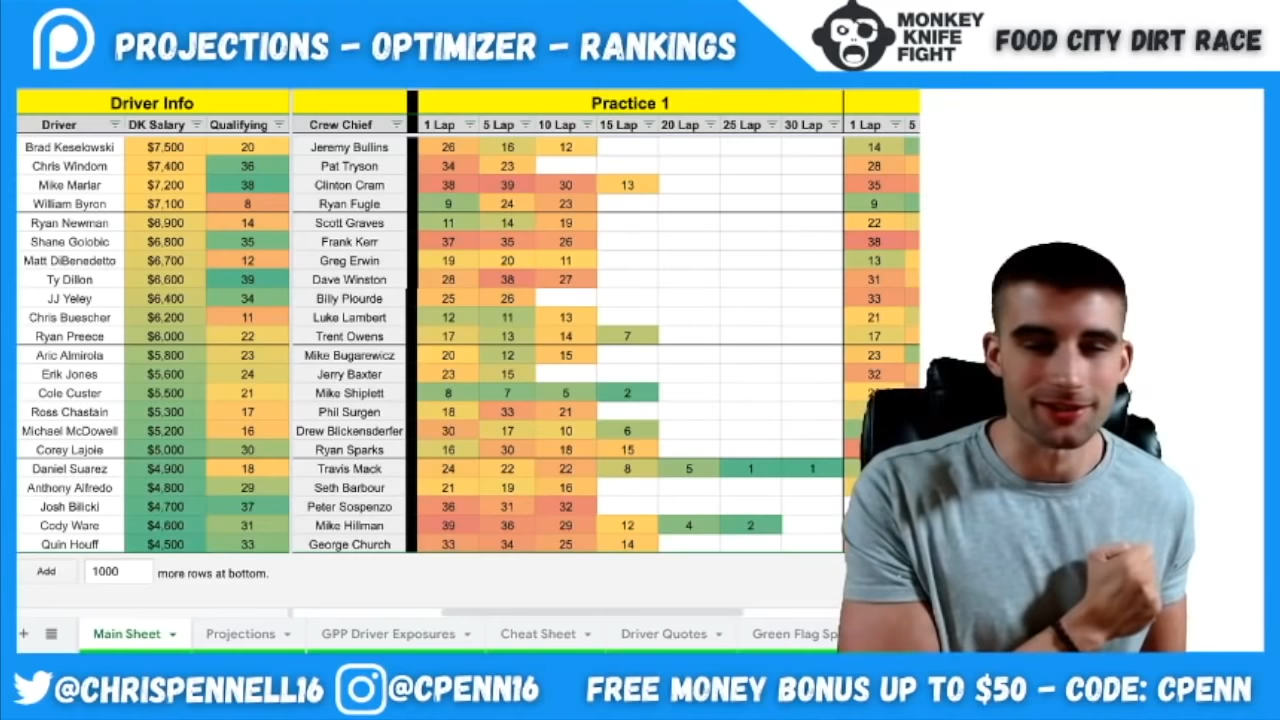 PROJECTIONS - OPTIMIZER - RANKINGS
MONKEY
KNIFE
FIGHT
FOOD CITY DIRT RACE
Driver Info Practice 1
Driver DK Salary Qualifying Crew Chief 1 Lap 5 Lap 10 Lap 15 Lap 20 Lap 25 Lap 30 Lap 1 Lap 5
Brad Keselowski $7,500 20 Jeremy Bullins 26 16 12 14
Chris Windom $7,400 36 Pat Tryson 34 23 28
Mike Marlar $7,200 38 Clinton Cram 38 39 30 13 35
William Byron $7,100 8 Ryan Fugle 9 24 23 9
Ryan Newman $6,900 14 Scott Graves 11 14 19 22
Shane Golobic $6,800 35 Frank Kerr 37 35 26 38
Matt DiBenedetto $6,700 12 Greg Erwin 19 20 11 13
Ty Dillon $6,600 39 Dave Winston 28 38 27 31
JJ Yeley $6,400 34 Billy Plourde 25 26 33
Chris Buescher $6,200 11 Luke Lambert 12 11 13 21
Ryan Preece $6,000 22 Trent Owens 17 13 14 7 17
Aric Almirola $5,800 23 Mike Bugarewicz 20 12 15 23
Erik Jones $5,600 24 Jerry Baxter 23 15 32
Cole Custer $5,500 21 Mike Shiplett 8 7 5 2
Ross Chastain $5,300 17 Phil Surgen 18 33 21
Michael McDowell $5,200 16 Drew Blickensderfer 30 17 10 6
Corey Lajoie $5,000 30 Ryan Sparks 16 30 18 15
Daniel Suarez $4,900 18 Travis Mack 24 22 22 8 5 1 1
Anthony Alfredo $4,800 29 Seth Barbour 21 19 16
Josh Bilicki $4,700 37 Peter Sospenzo 36 31 32
Cody Ware $4,600 31 Mike Hillman 39 36 29 12 4 2
Quin Houff $4,500 33 George Church 33 34 25 14
Add 1000 more rows at bottom.
+ Main Sheet Projections GPP Driver Exposures Cheat Sheet Driver Quotes Green Flag Sp
@CHRISPENNELL16 @CPENN16 FREE MONEY BONUS UP TO $50 - CODE: CPENN